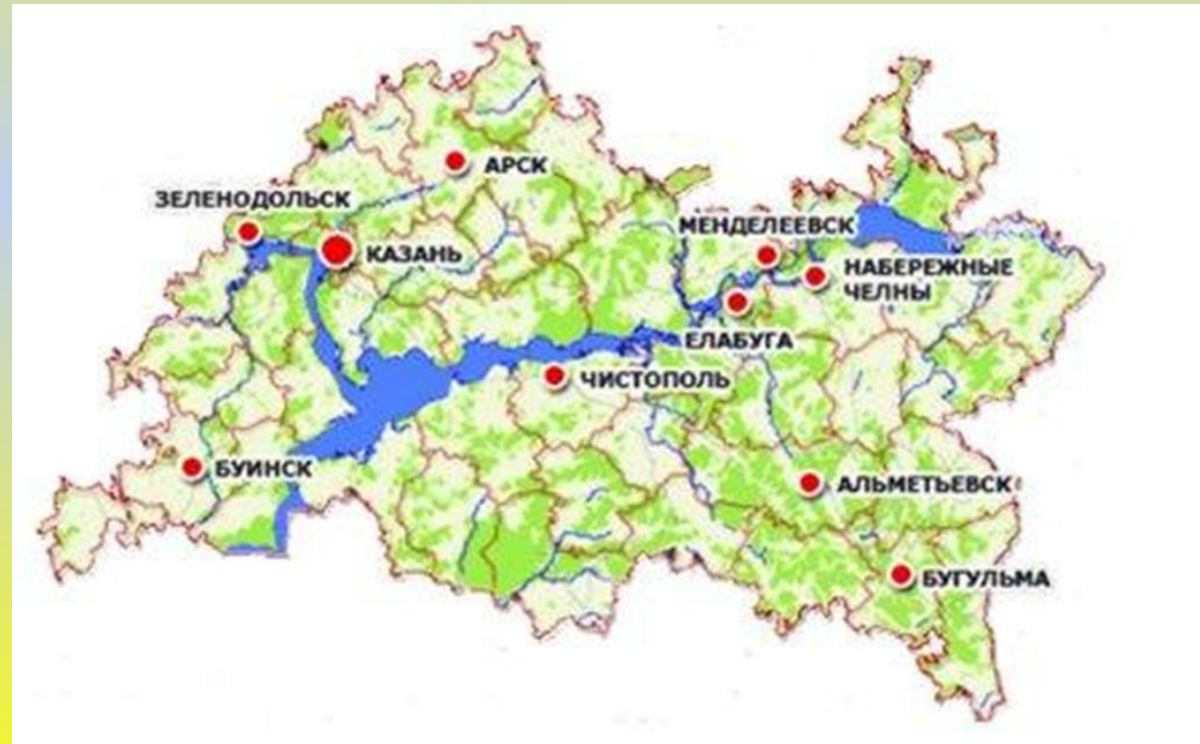 АРСК
ЗЕЛЕНОДОЛЬСК
МЕНДЕЛЕЕВСК
КАЗАНЬ
НАБЕРЕЖНЫЕ
ЧЕЛНЫ
ЕЛАБУГА
ЧИСТОПОЛЬ
БУИНСК
АЛЬМЕТЬЕВСК
БУГУЛЬМА